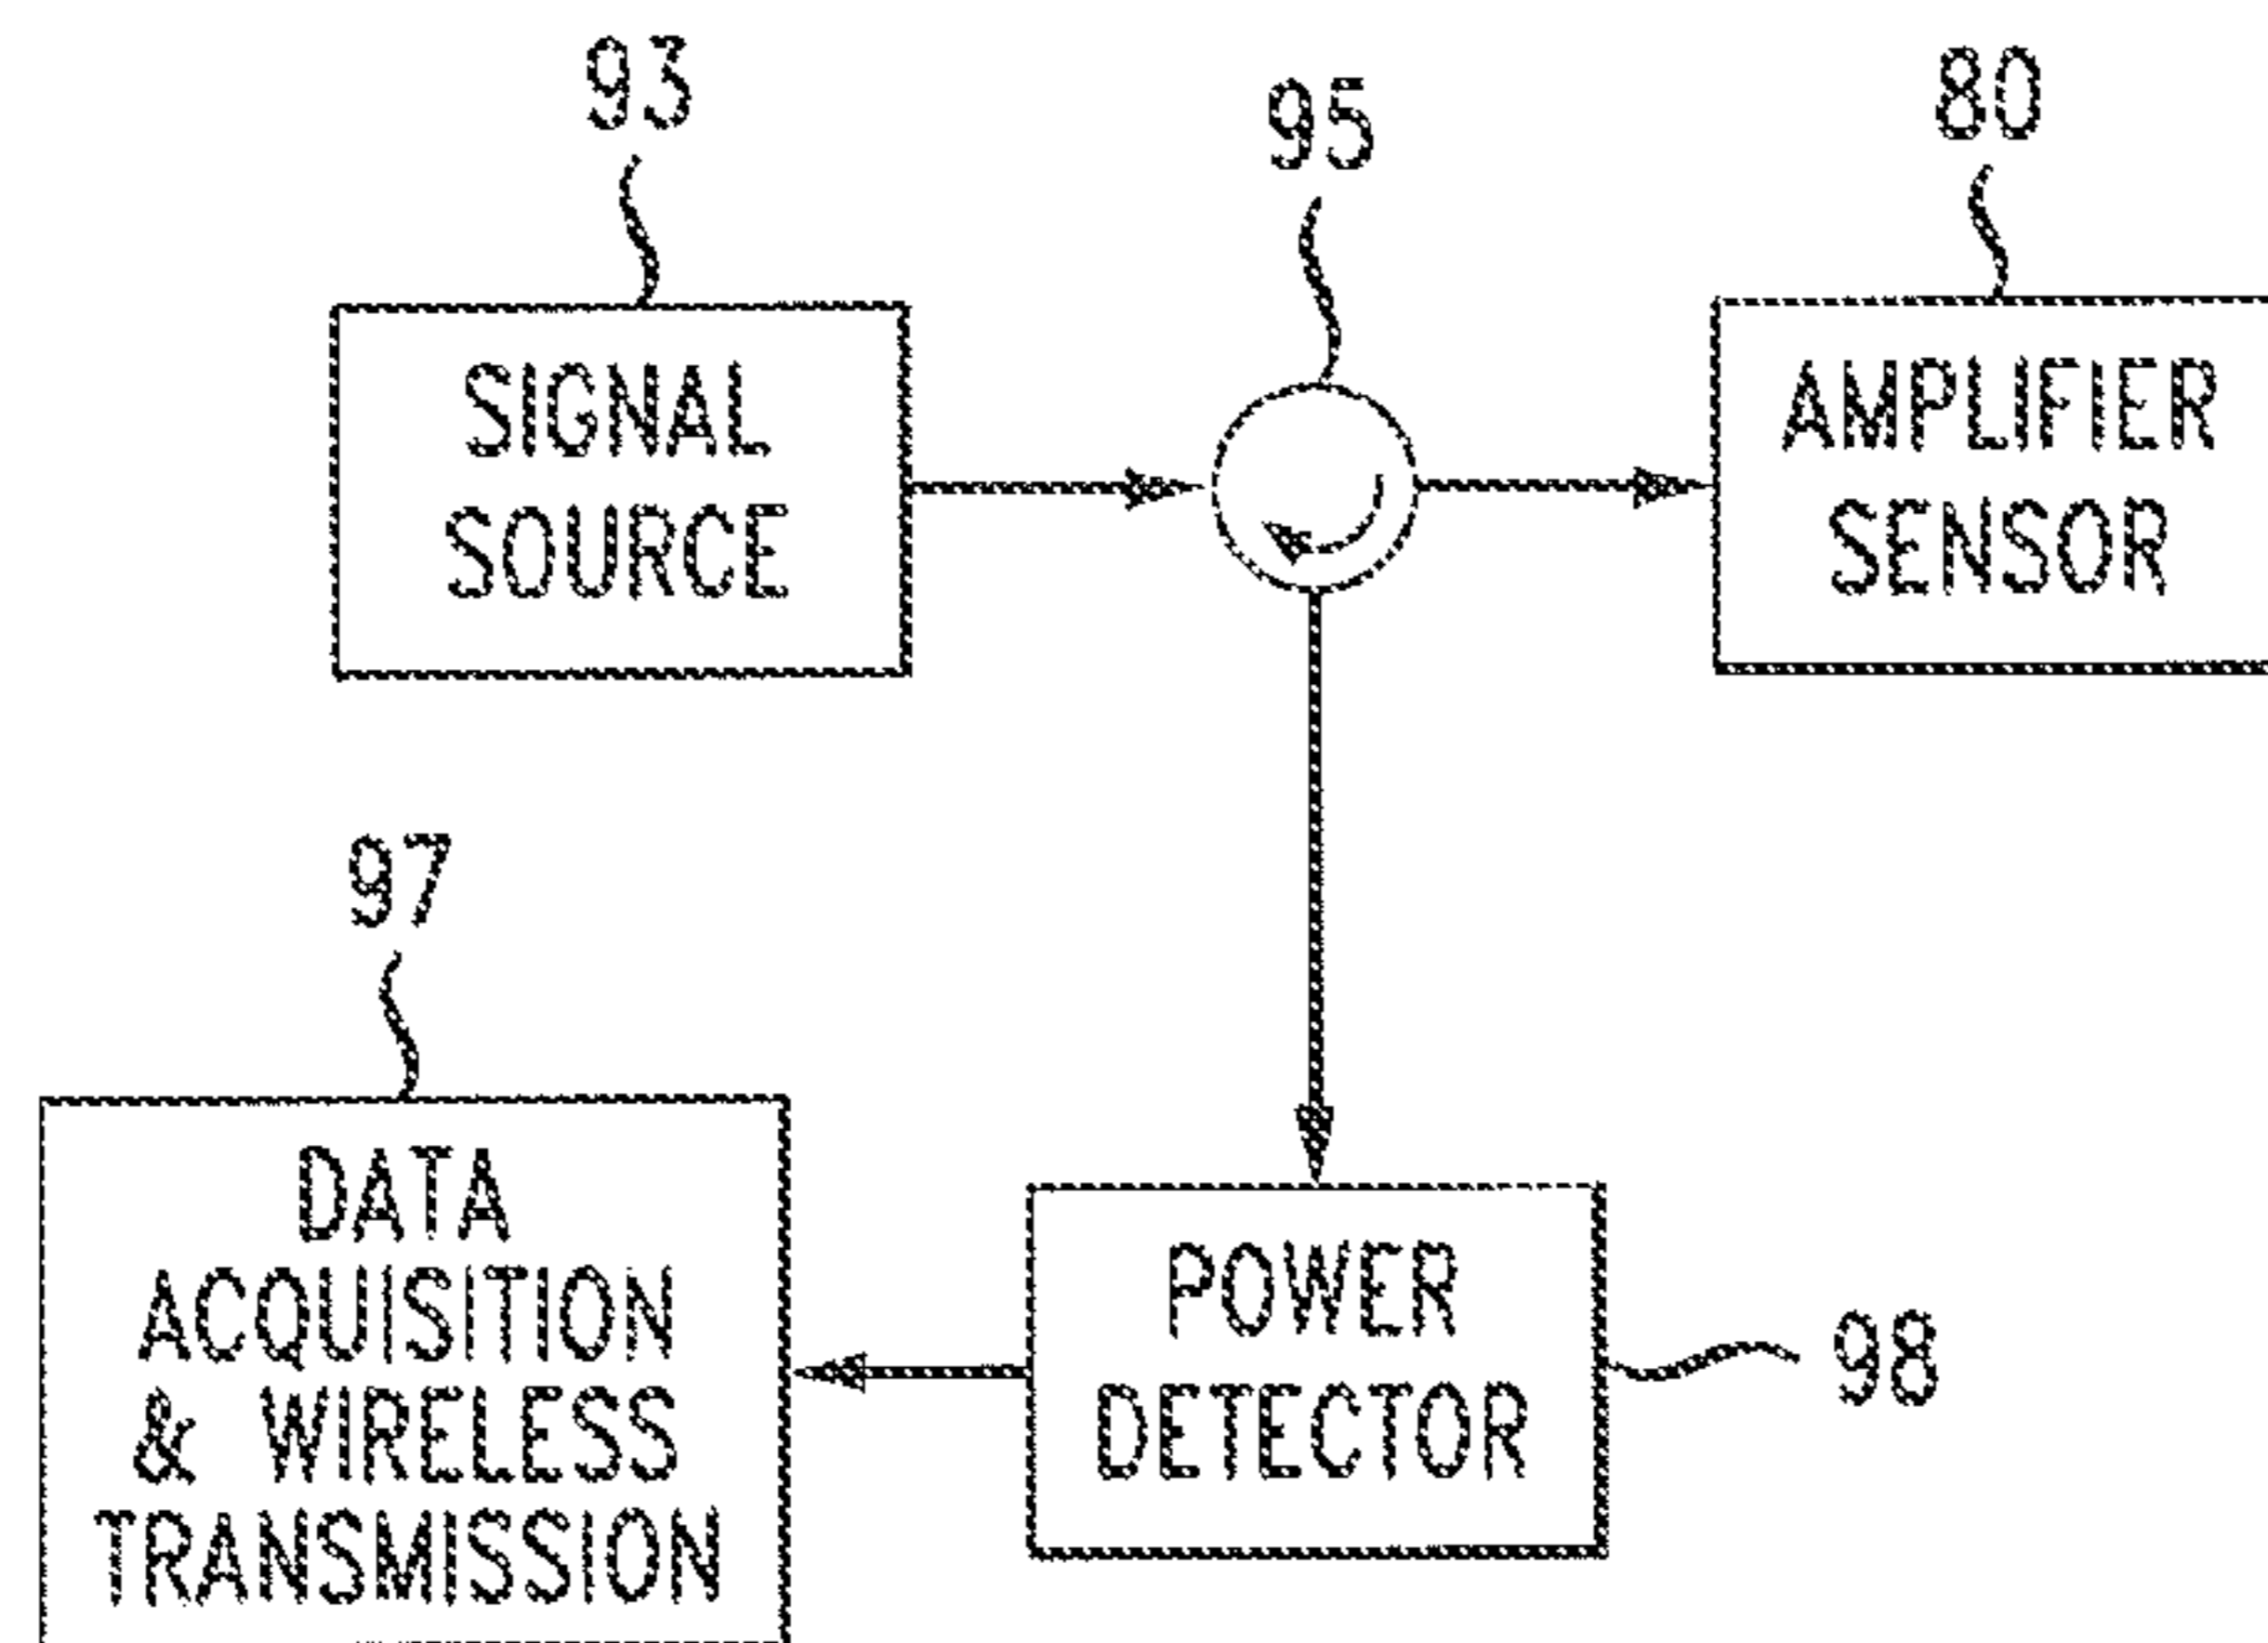 93
95
80
SIGNAL
SOURCE
AMPLIFIER
SENSOR
97
DATA
ACQUISITION
& WIRELESS
TRANSMISSION
POWER
DETECTOR
98